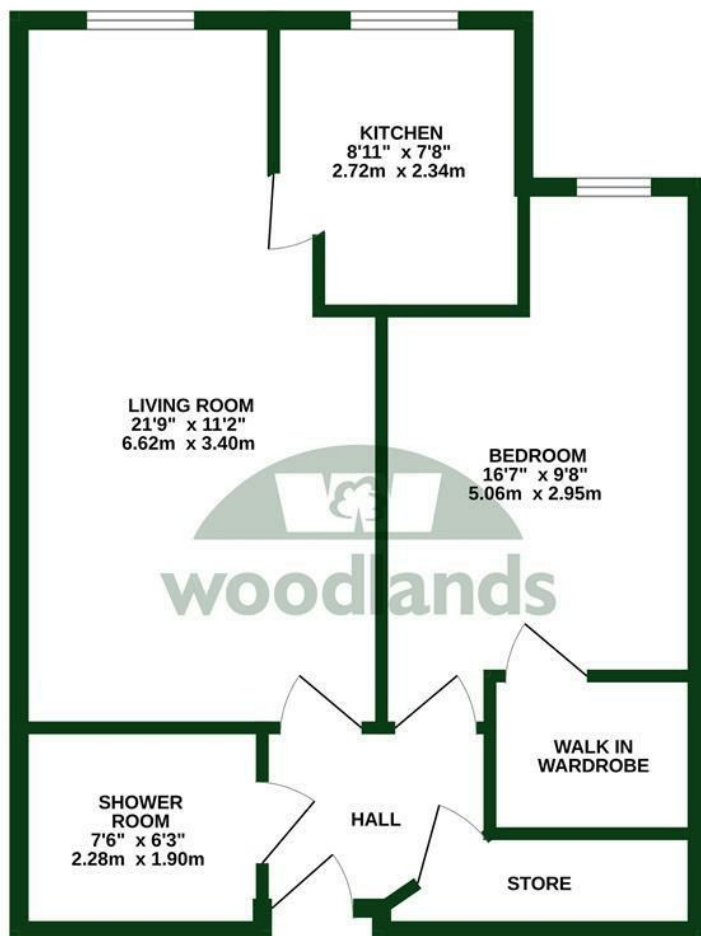 KITCHEN
8'11" x 7'8"
2.72m x 2.34m
LIVING ROOM
21'9" x 11'2"
6.62m x 3.40m
BEDROOM
16'7" x 9'8"
5.06m x 2.95m
woodlands
WALK IN
WARDROBE
SHOWER
ROOM
7'6" x 6'3"
2.28m x 1.90m
HALL
STORE